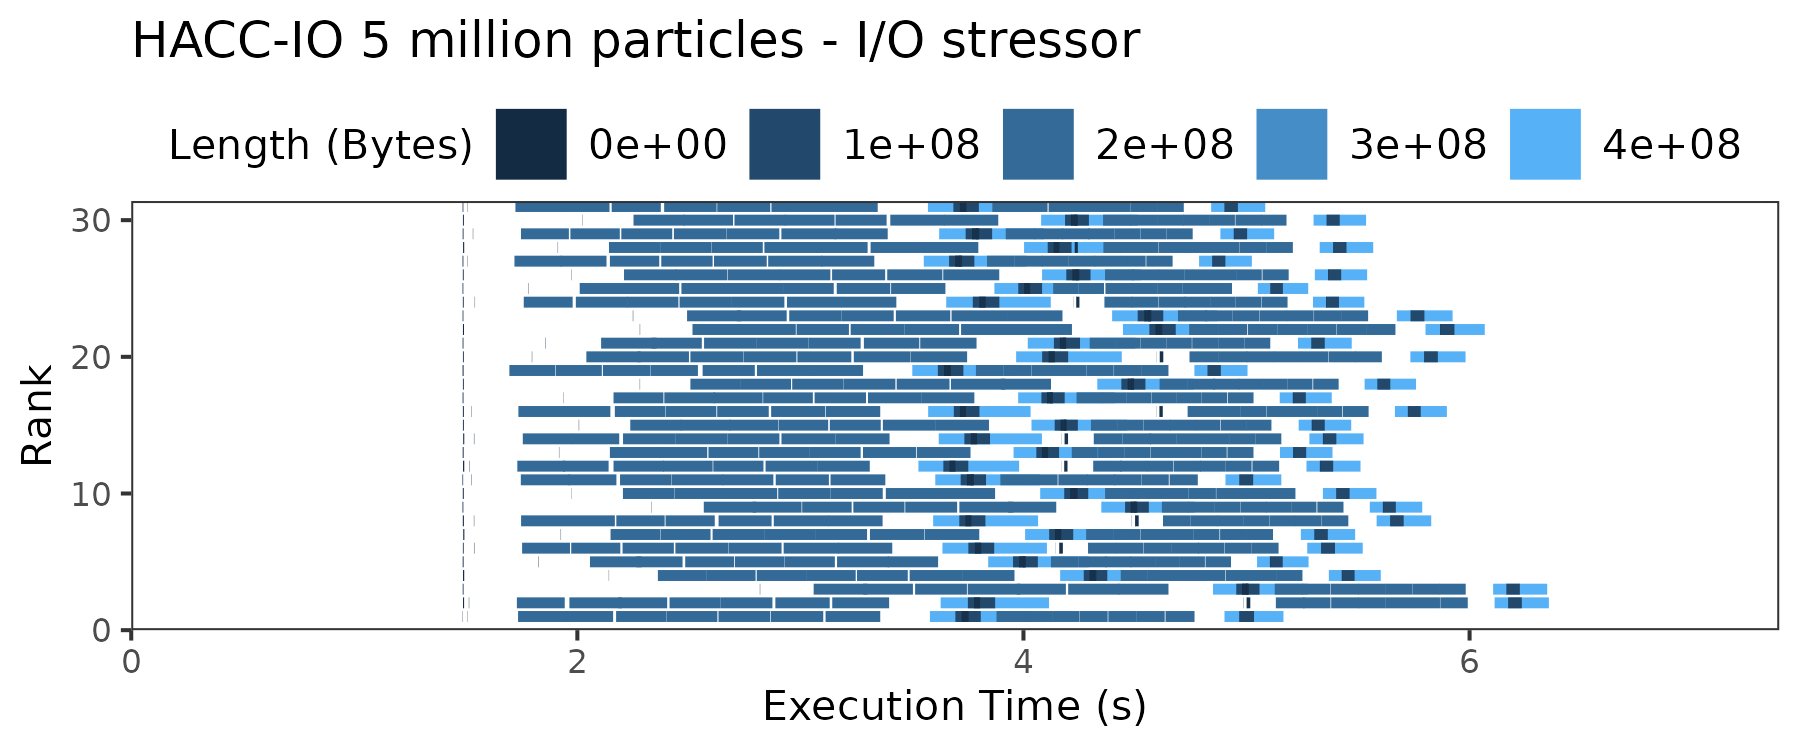 HACC-IO 5 million particles - I/O stressor
Length (Bytes) 0e+00 1e+08 2e+08 3e+08 4e+08
30
20
10
0
Rank
0 2 4 6
Execution Time (s)